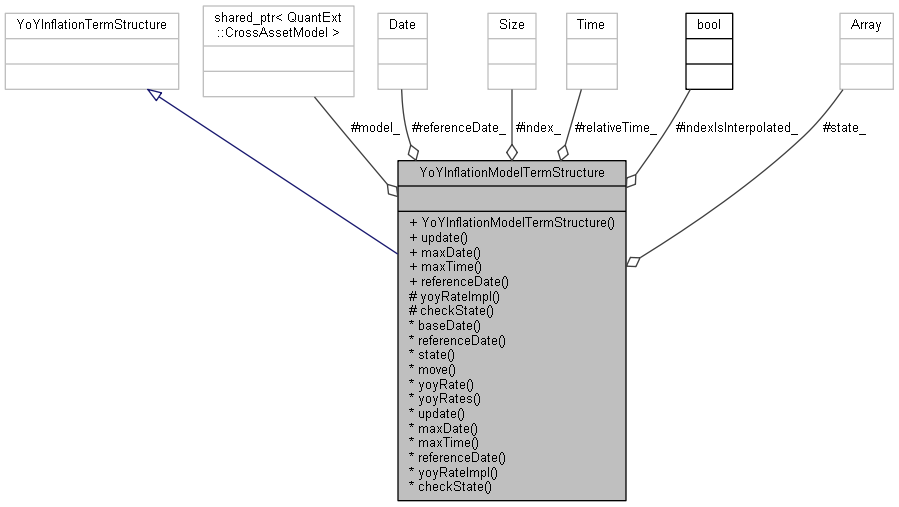 YoYInflationTermStructure
shared_ptr< QuantExt
::CrossAssetModel >
Date
Size
Time
bool
Array
#model_
#referenceDate_
#index_
#relativeTime_
#indexIsInterpolated_
#state_
YoYInflationModelTermStructure
+ YoYInflationModelTermStructure()
+ update()
+ maxDate()
+ maxTime()
+ referenceDate()
# yoyRateImpl()
# checkState()
* baseDate()
* referenceDate()
* state()
* move()
* yoyRate()
* yoyRates()
* update()
* maxDate()
* maxTime()
* referenceDate()
* yoyRateImpl()
* checkState()